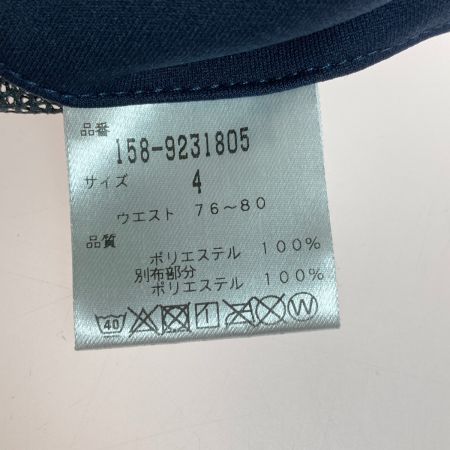 品番
158-9231805
サイズ 4
ウエスト 76～80
品質
ポリエステル 100%
別布部分
ポリエステル 100%
40 1 W